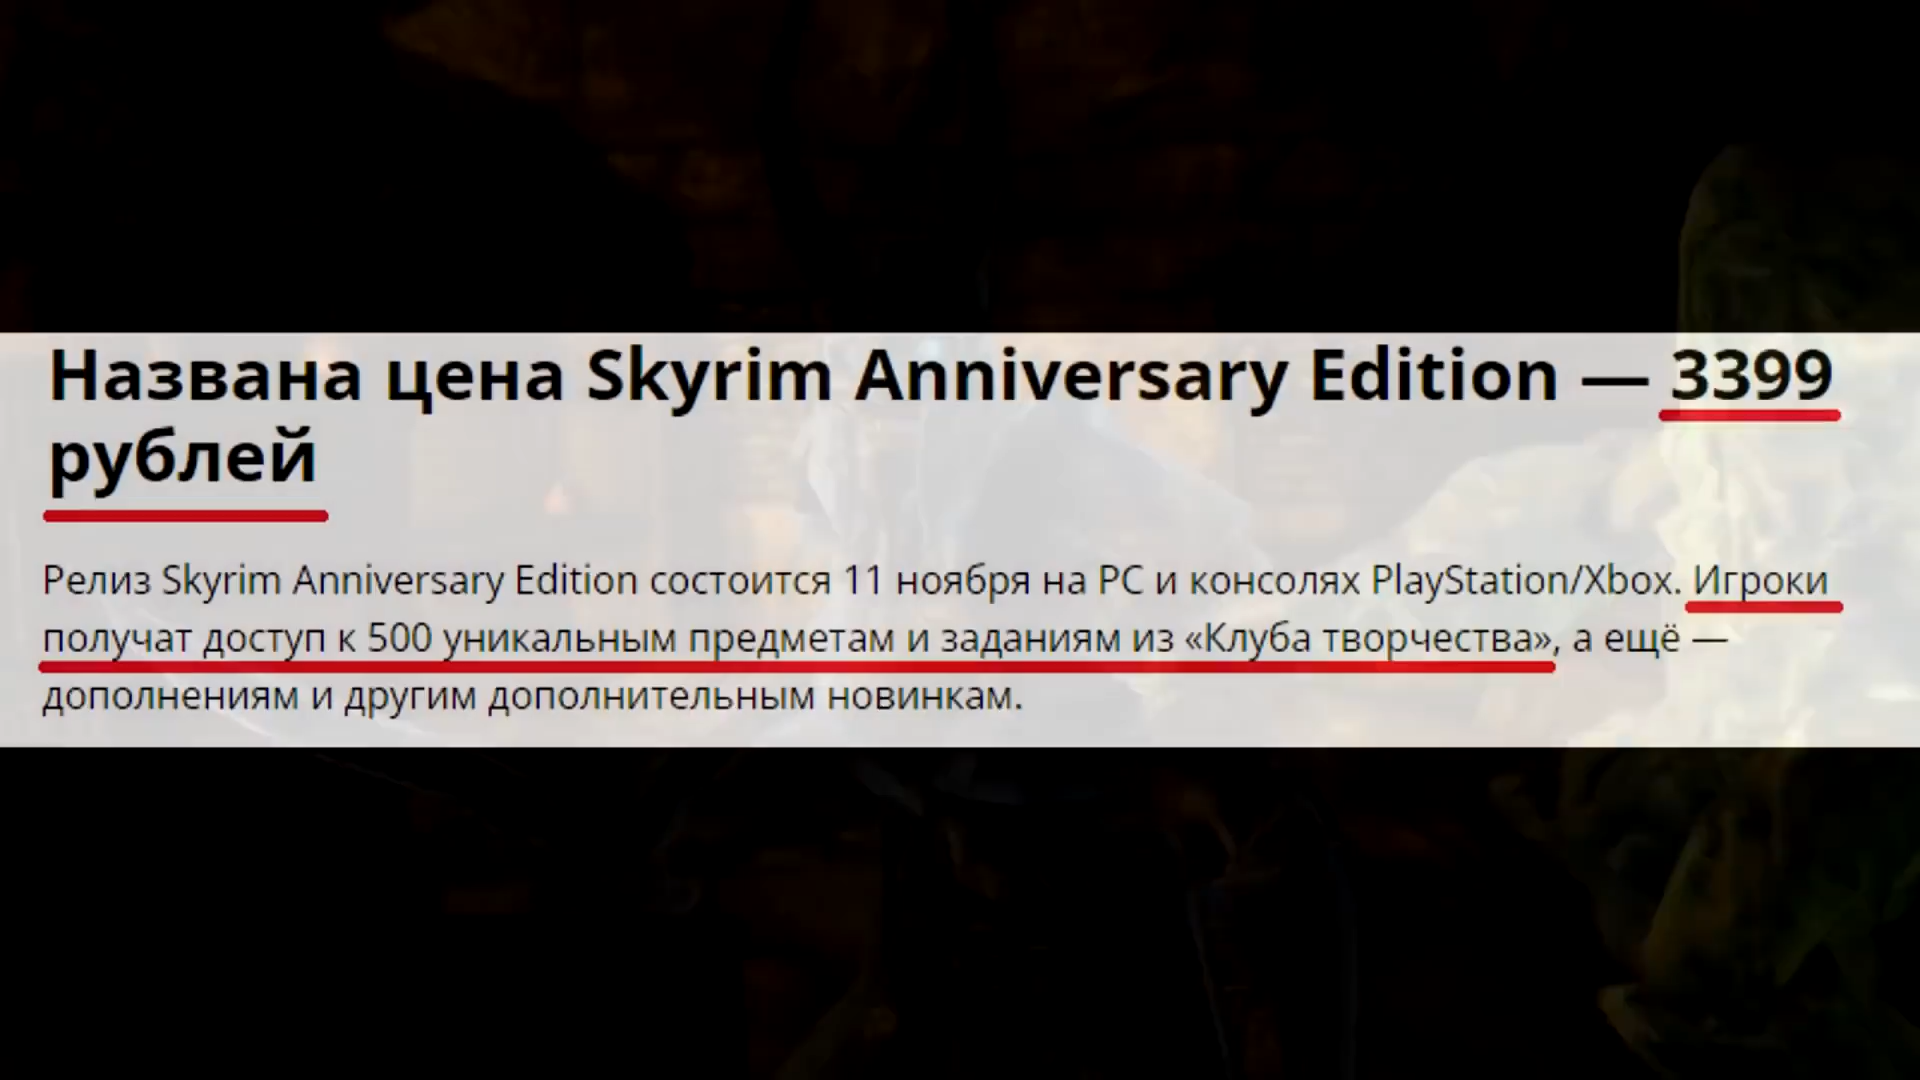 Названа цена Skyrim Anniversary Edition — 3399
рублей
Релиз Skyrim Anniversary Edition состоится 11 ноября на PC и консолях PlayStation/Xbox. Игроки
получат доступ к 500 уникальным предметам и заданиям из «Клуба творчества», а ещё —
дополнениям и другим дополнительным новинкам.